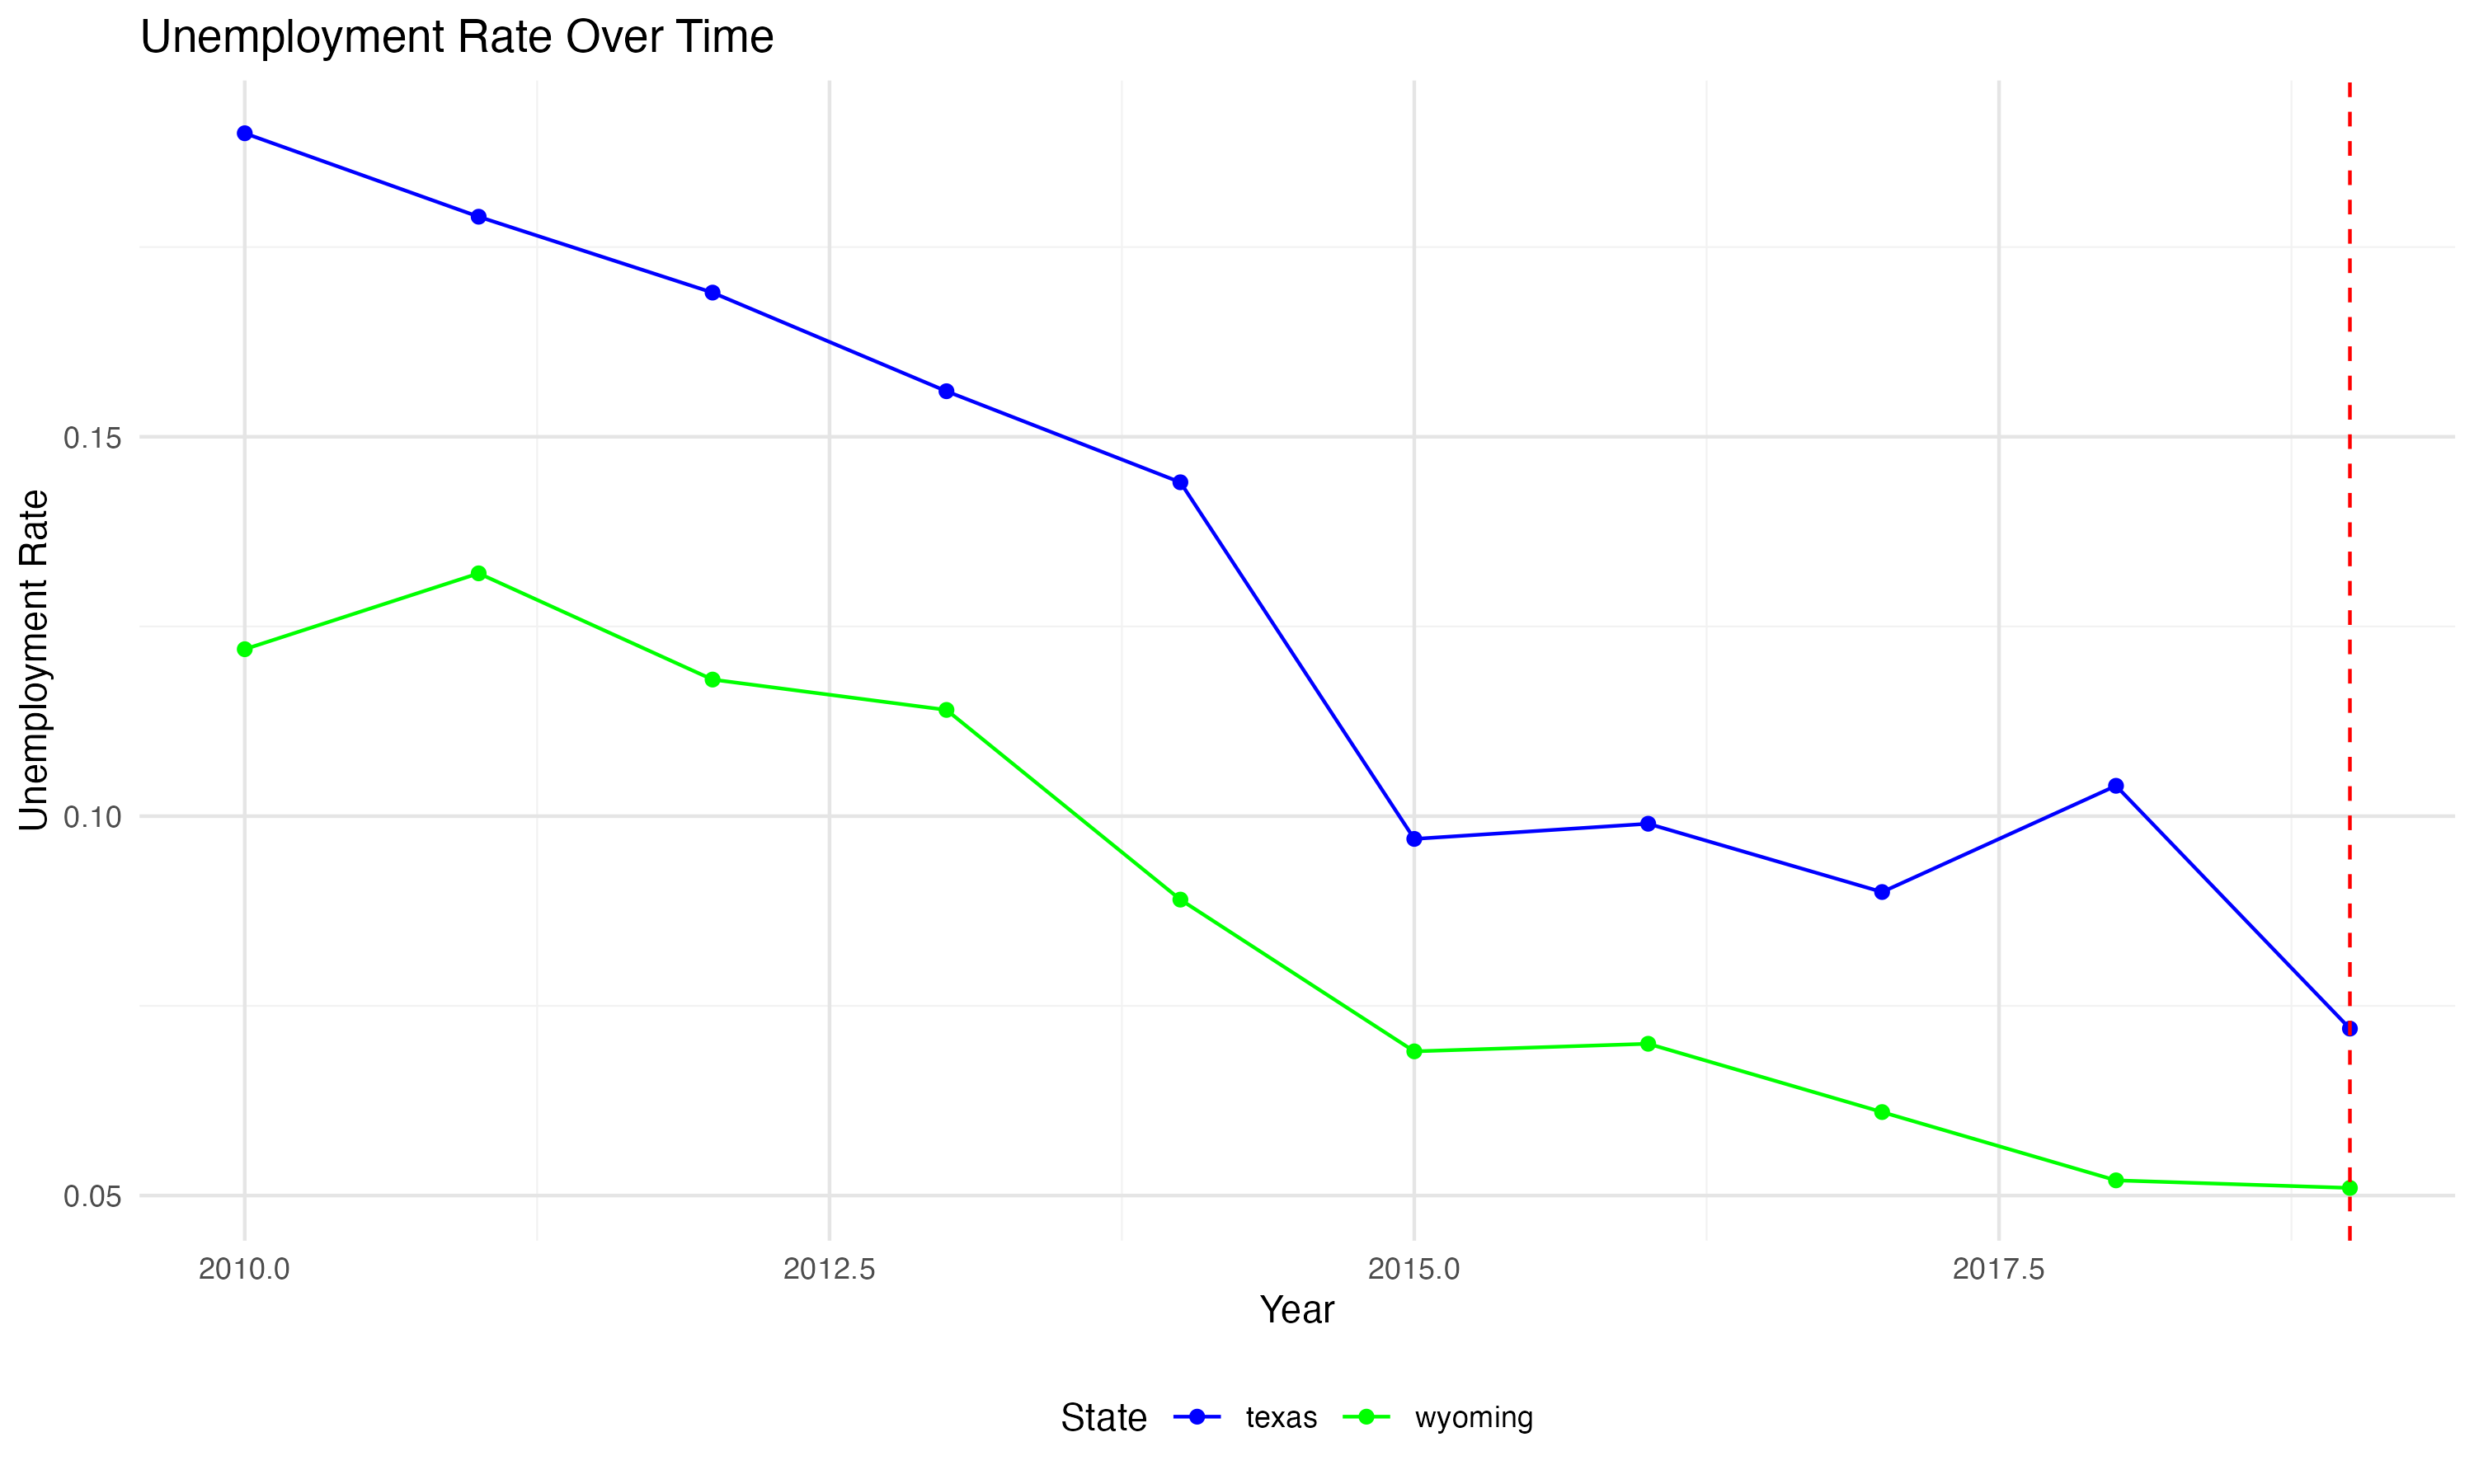 Unemployment Rate Over Time
Unemployment Rate
0.15
0.10
0.05
2010.0 2012.5 2015.0 2017.5
Year
State texas wyoming